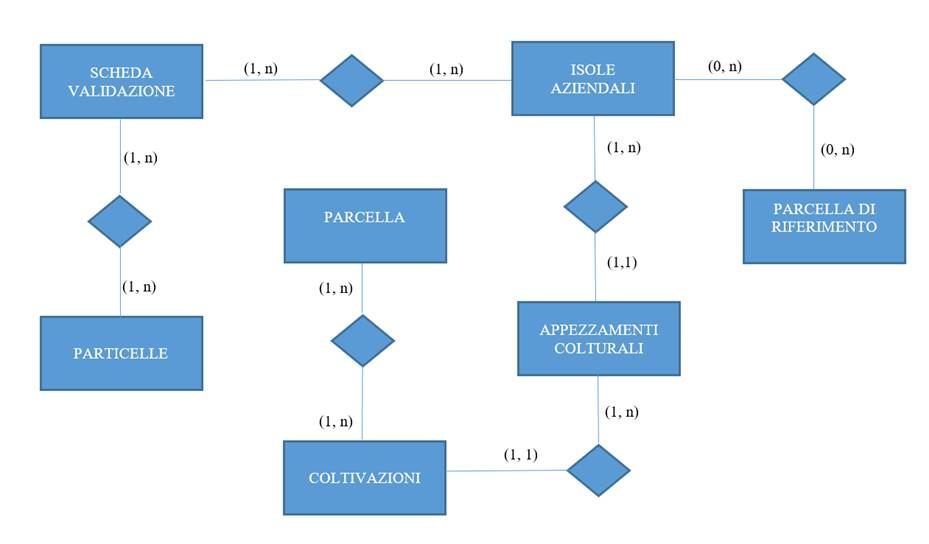 SCHEDA
VALIDAZIONE
(1, n)
(1, n)
ISOLE
AZIENDALI
(0, n)
(1, n)
(1, n)
(0, n)
PARCELLA
PARCELLA DI
RIFERIMENTO
(1, n)
(1, n)
(1,1)
PARTICELLE
APPEZZAMENTI
COLTURALI
(1, n)
(1, n)
(1, 1)
COLTIVAZIONI